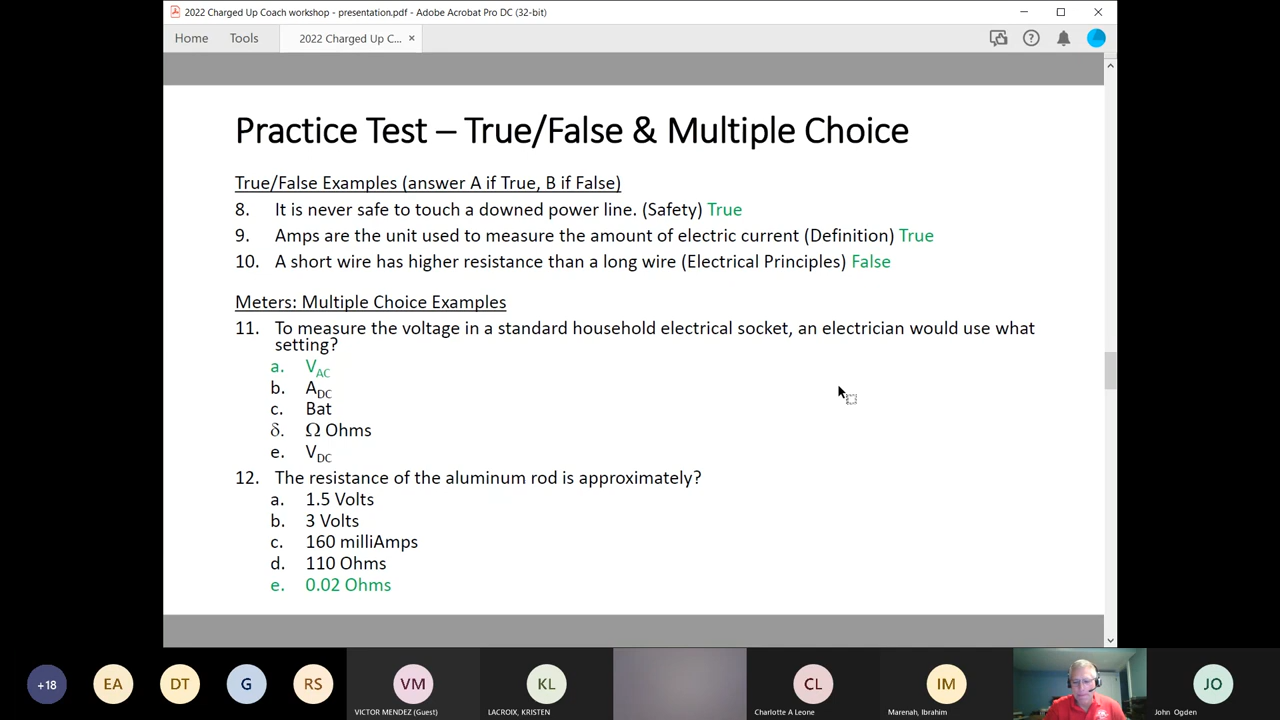 2022 Charged Up Coach workshop - presentation.pdf - Adobe Acrobat Pro DC (32-bit)
Home Tools 2022 Charged Up C... ×
Practice Test – True/False & Multiple Choice
True/False Examples (answer A if True, B if False)
8. It is never safe to touch a downed power line. (Safety) True
9. Amps are the unit used to measure the amount of electric current (Definition) True
10. A short wire has higher resistance than a long wire (Electrical Principles) False
Meters: Multiple Choice Examples
11. To measure the voltage in a standard household electrical socket, an electrician would use what
setting?
a. VAC
b. ADC
c. Bat
δ. Ω Ohms
e. VDC
12. The resistance of the aluminum rod is approximately?
a. 1.5 Volts
b. 3 Volts
c. 160 milliAmps
d. 110 Ohms
e. 0.02 Ohms
+18 EA DT G RS VM KL CL IM JO
VICTOR MENDEZ (Guest) LACROIX, KRISTEN Charlotte A Leone Marenah, Ibrahim John Ogden